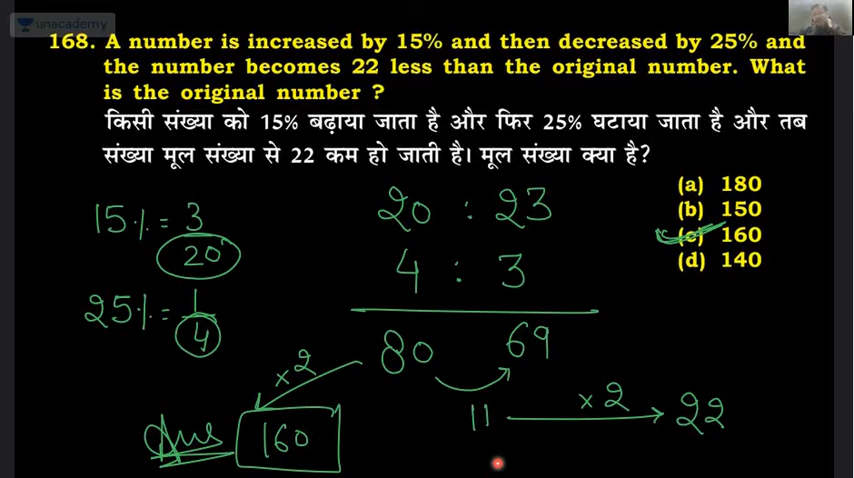 unacademy
168. A number is increased by 15% and then decreased by 25% and
the number becomes 22 less than the original number. What
is the original number ?
किसी संख्या को 15% बढ़ाया जाता है और फिर 25% घटाया जाता है और तब
संख्या मूल संख्या से 22 कम हो जाती है। मूल संख्या क्या है?
(a) 180
(b) 150
(c) 160
(d) 140
15% = 3/20
25% = 1/4
20 : 23
4 : 3
80 69
×2
11 ×2 22
Ans 160